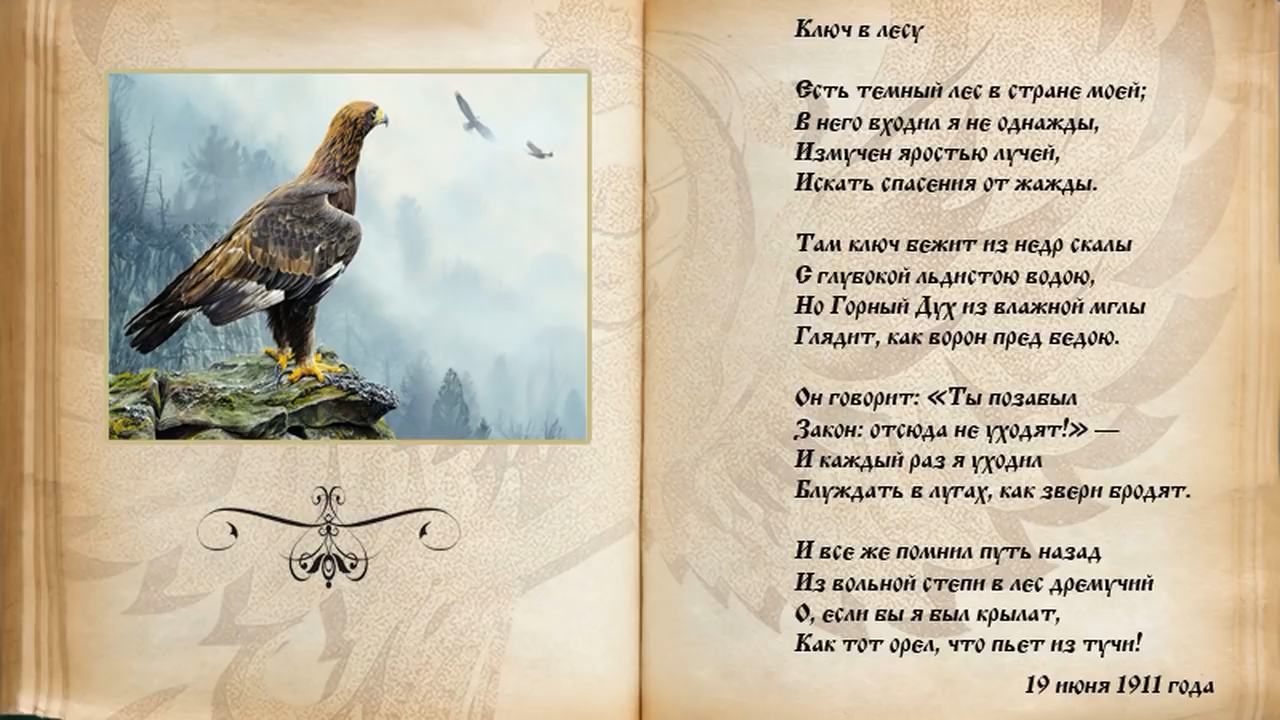 Ключ в лесу
Есть темный лес в стране моей;
В него входил я не однажды,
Измучен яростью лучей,
Искать спасения от жажды.
Там ключ бежит из недр скалы
С глубокой льдистою водою,
Но Горный Дух из влажной мглы
Глядит, как ворон пред бедою.
Он говорит: «Ты позабыл
Закон: отсюда не уходят!» —
И каждый раз я уходил
Блуждать в лугах, как звери бродят.
И все же помнил путь назад
Из вольной степи в лес дремучий
О, если бы я был крылат,
Как тот орел, что пьет из тучи!
19 июня 1911 года